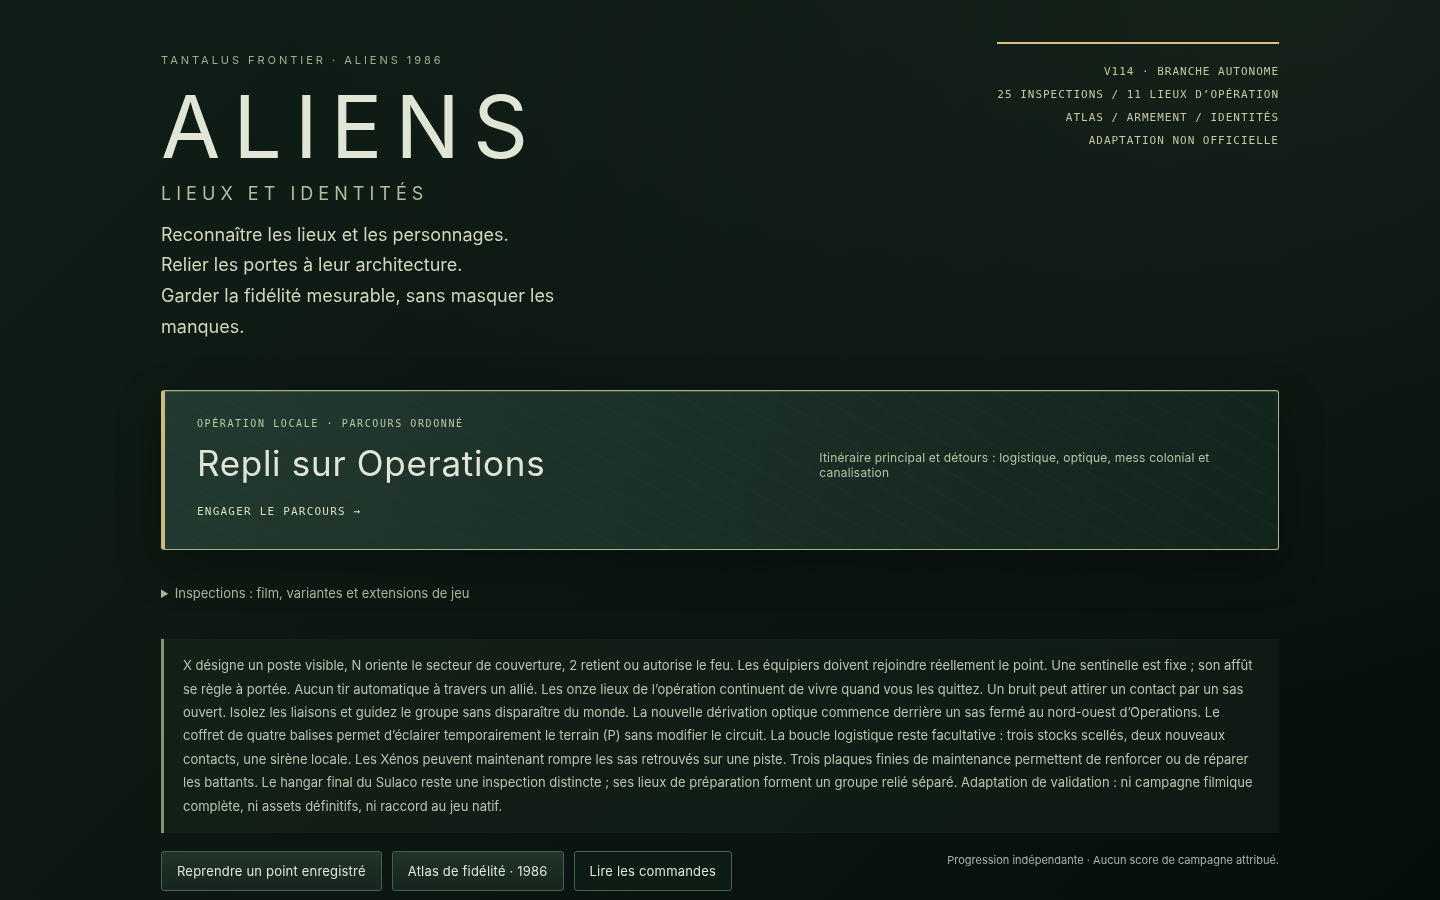 TANTALUS FRONTIER · ALIENS 1986
ALIENS
LIEUX ET IDENTITÉS
Reconnaître les lieux et les personnages.
Relier les portes à leur architecture.
Garder la fidélité mesurable, sans masquer les
manques.
V114 · BRANCHE AUTONOME
25 INSPECTIONS / 11 LIEUX D’OPÉRATION
ATLAS / ARMEMENT / IDENTITÉS
ADAPTATION NON OFFICIELLE
OPÉRATION LOCALE · PARCOURS ORDONNÉ
Repli sur Operations
ENGAGER LE PARCOURS →
Itinéraire principal et détours : logistique, optique, mess colonial et
canalisation
▶ Inspections : film, variantes et extensions de jeu
X désigne un poste visible, N oriente le secteur de couverture, 2 retient ou autorise le feu. Les équipiers doivent rejoindre réellement le point. Une sentinelle est fixe ; son affût
se règle à portée. Aucun tir automatique à travers un allié. Les onze lieux de l’opération continuent de vivre quand vous les quittez. Un bruit peut attirer un contact par un sas
ouvert. Isolez les liaisons et guidez le groupe sans disparaître du monde. La nouvelle dérivation optique commence derrière un sas fermé au nord-ouest d’Operations. Le
coffret de quatre balises permet d’éclairer temporairement le terrain (P) sans modifier le circuit. La boucle logistique reste facultative : trois stocks scellés, deux nouveaux
contacts, une sirène locale. Les Xénos peuvent maintenant rompre les sas retrouvés sur une piste. Trois plaques finies de maintenance permettent de renforcer ou de réparer
les battants. Le hangar final du Sulaco reste une inspection distincte ; ses lieux de préparation forment un groupe relié séparé. Adaptation de validation : ni campagne filmique
complète, ni assets définitifs, ni raccord au jeu natif.
Reprendre un point enregistré
Atlas de fidélité · 1986
Lire les commandes
Progression indépendante · Aucun score de campagne attribué.